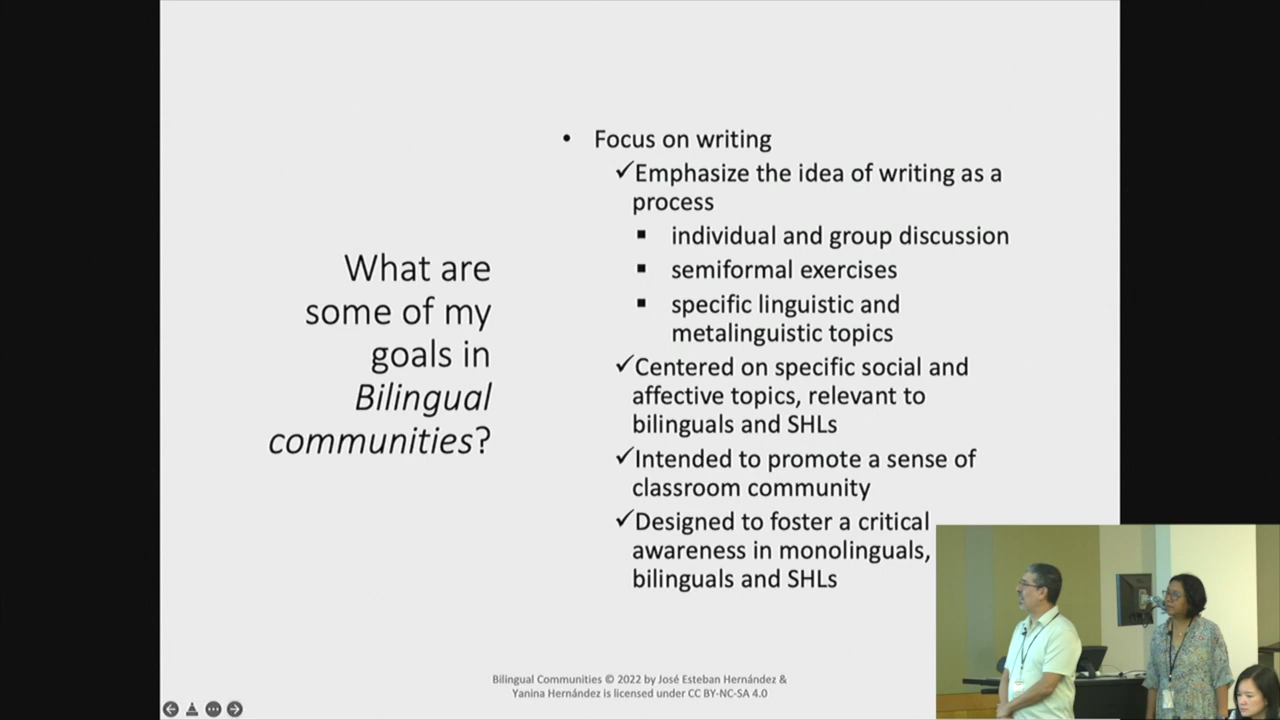 What are
some of my
goals in
Bilingual
communities?
• Focus on writing
✓Emphasize the idea of writing as a
process
▪ individual and group discussion
▪ semiformal exercises
▪ specific linguistic and
metalinguistic topics
✓Centered on specific social and
affective topics, relevant to
bilinguals and SHLs
✓Intended to promote a sense of
classroom community
✓Designed to foster a critical
awareness in monolinguals,
bilinguals and SHLs
Bilingual Communities © 2022 by José Esteban Hernández &
Yanina Hernández is licensed under CC BY-NC-SA 4.0